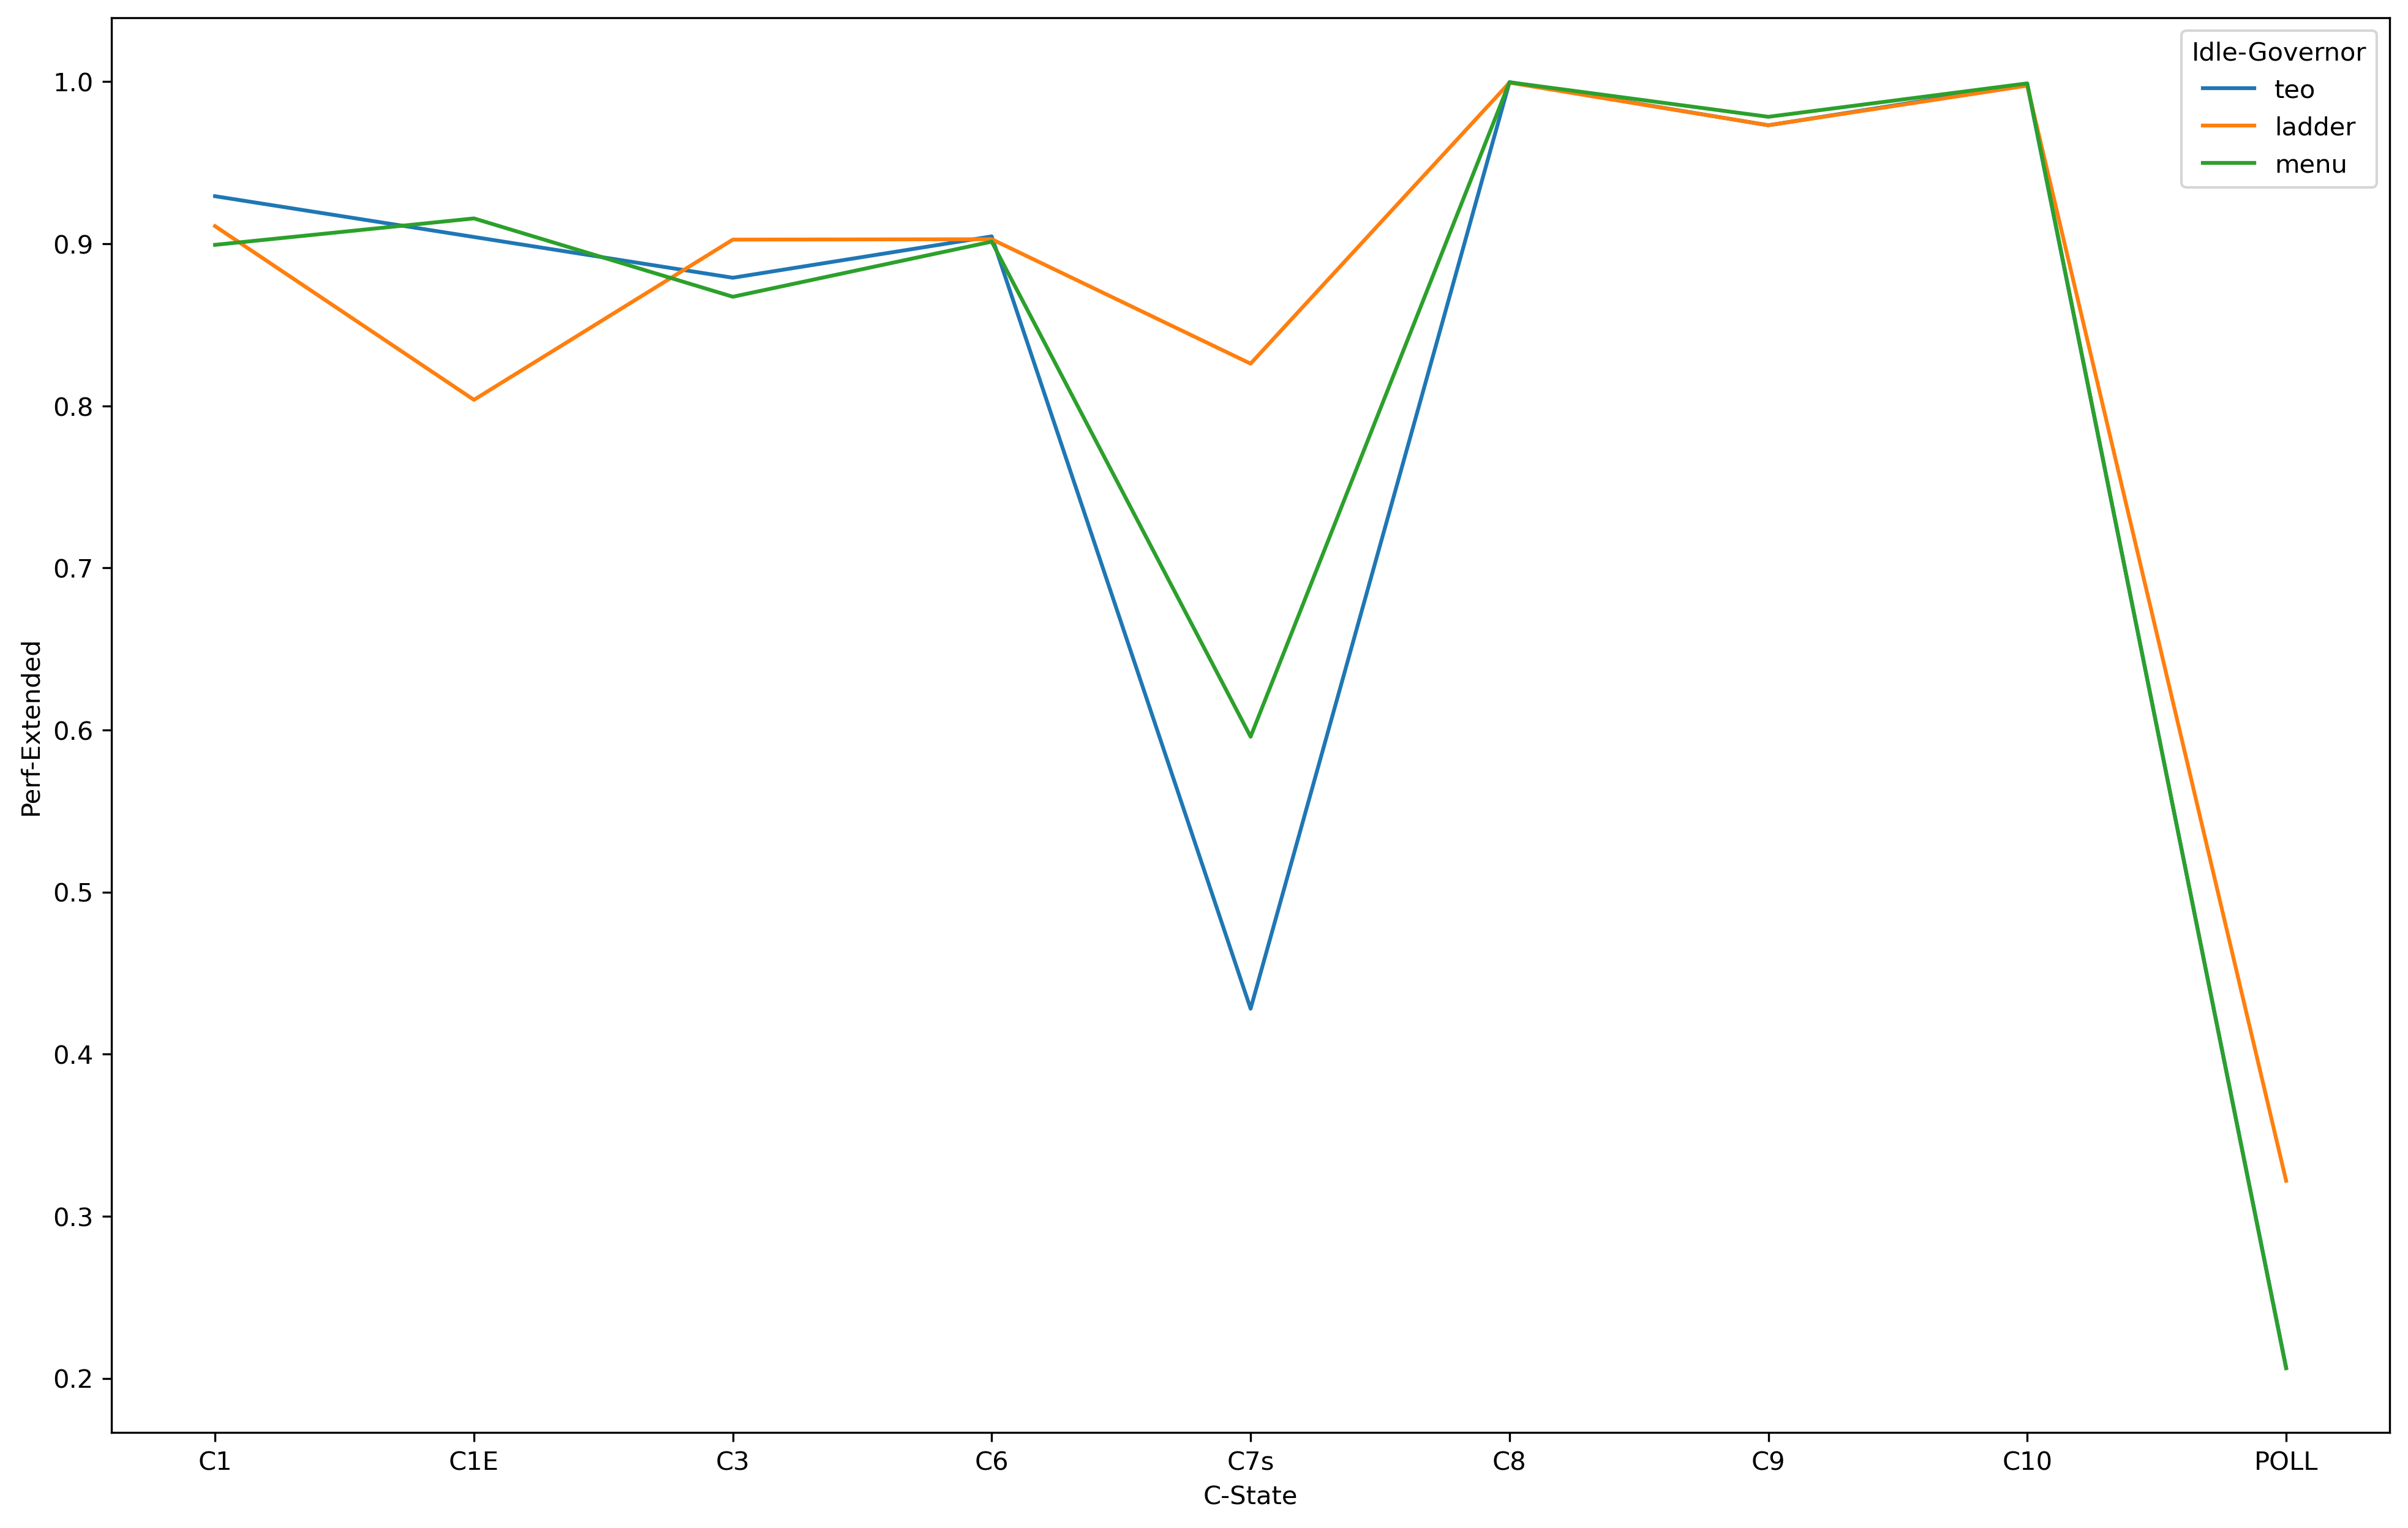 Idle-Governor
teo
ladder
menu
1.0
0.9
0.8
0.7
0.6
0.5
0.4
0.3
0.2
Perf-Extended
C1 C1E C3 C6 C7s C8 C9 C10 POLL
C-State